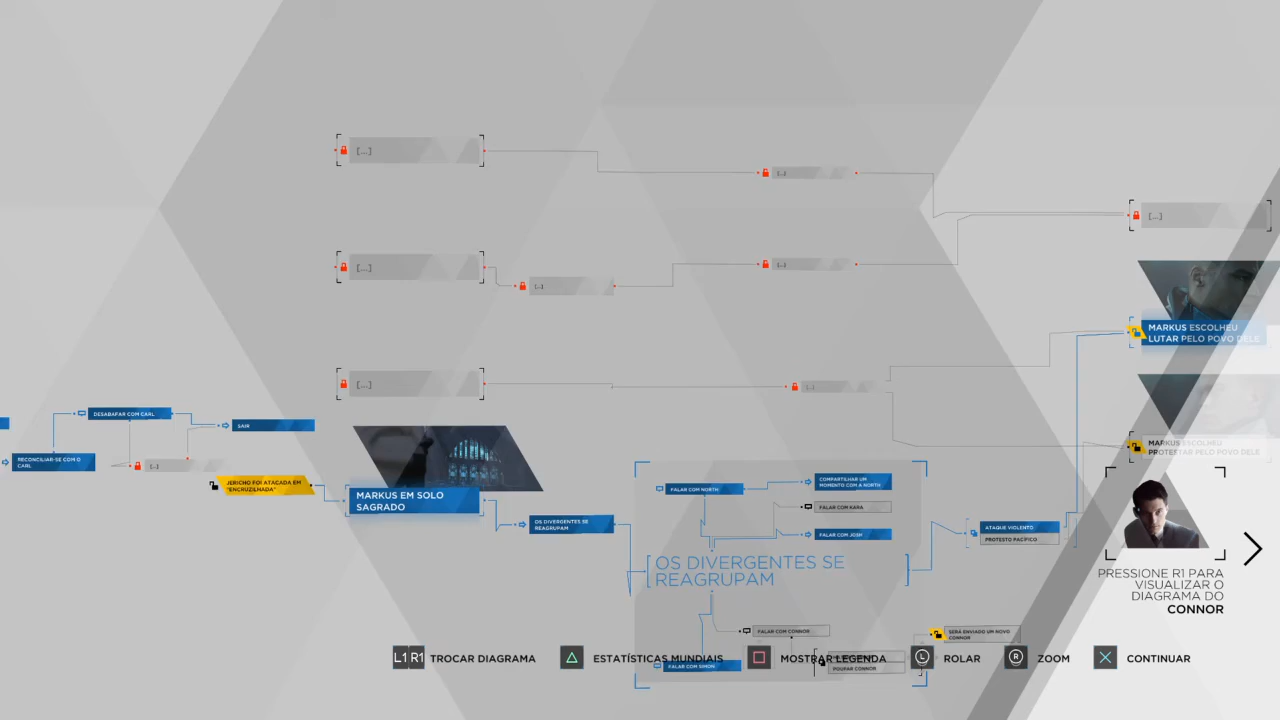 [...]
[...]
[...]
[...]
[...]
[...]
MARKUS ESCOLHEU
LUTAR PELO POVO DELE
[...]
[...]
DESABAFAR COM CARL
SAIR
RECONCILIAR-SE COM O
CARL
[...]
JERICHO FOI ATACADA EM
"ENCRUZILHADA"
MARKUS EM SOLO
SAGRADO
OS DIVERGENTES SE
REAGRUPAM
FALAR COM NORTH
COMPARTILHAR UM
MOMENTO COM A NORTH
FALAR COM KARA
FALAR COM JOSH
OS DIVERGENTES SE
REAGRUPAM
ATAQUE VIOLENTO
PROTESTO PACÍFICO
MARKUS ESCOLHEU
PROTESTAR PELO POVO DELE
PRESSIONE R1 PARA
VISUALIZAR O
DIAGRAMA DO
CONNOR
FALAR COM CONNOR
SERÁ ENVIADO UM NOVO
CONNOR
FALAR COM SIMON
POUPAR CONNOR
L1 R1 TROCAR DIAGRAMA
ESTATÍSTICAS MUNDIAIS
MOSTRAR LEGENDA
L ROLAR
R ZOOM
CONTINUAR